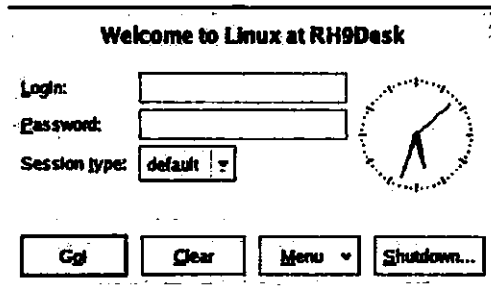 Welcome to Linux at RH9Desk
Login:
Password:
Session type: default
Go! Clear Menu Shutdown...